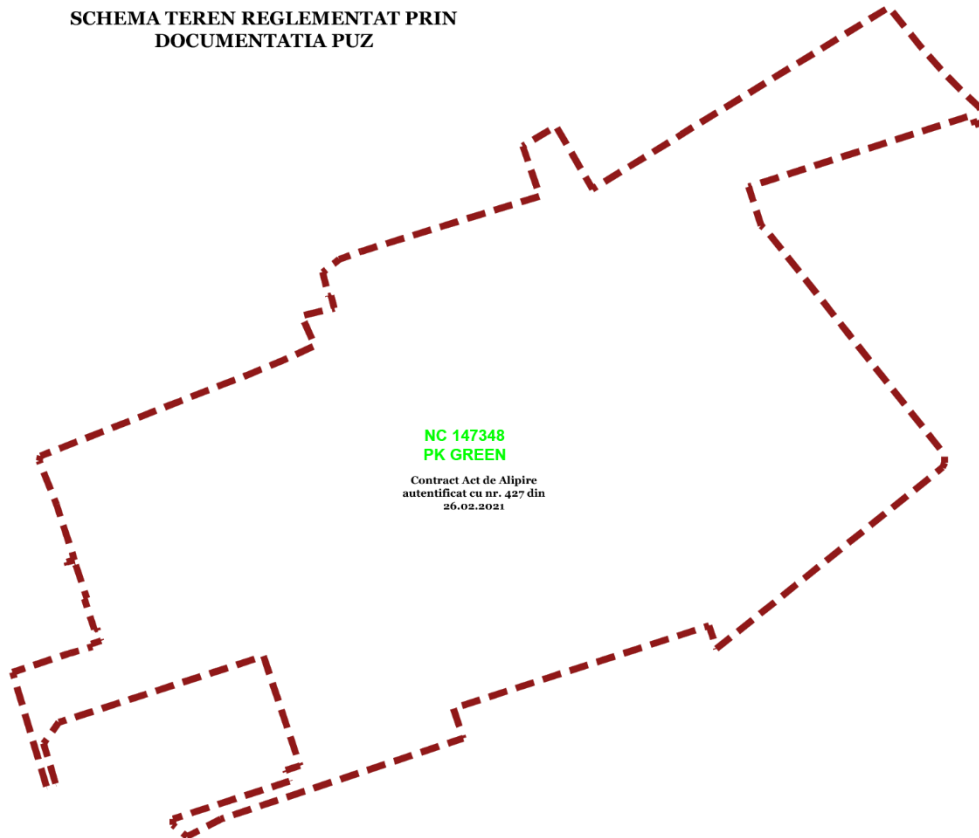 SCHEMA TEREN REGLEMENTAT PRIN
DOCUMENTATIA PUZ
NC 147348
PK GREEN
Contract Act de Alipire
autentificat cu nr. 427 din
26.02.2021